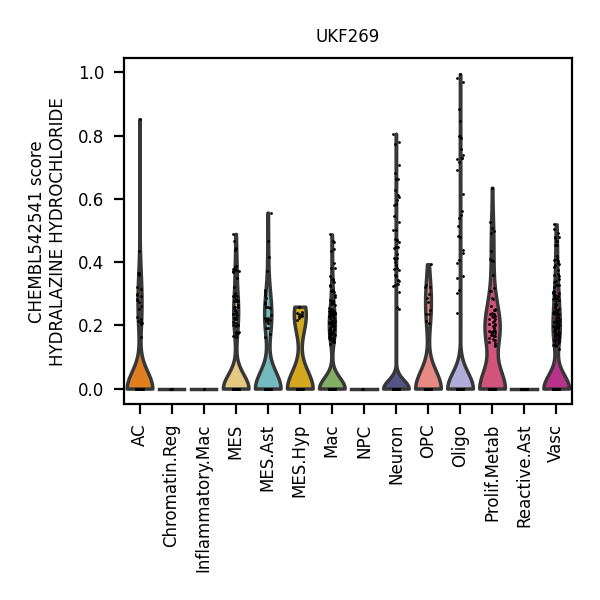 UKF269
CHEMBL542541 score
HYDRALAZINE HYDROCHLORIDE
1.0
0.8
0.6
0.4
0.2
0.0
AC
Chromatin.Reg
Inflammatory.Mac
MES
MES.Ast
MES.Hyp
Mac
NPC
Neuron
OPC
Oligo
Prolif.Metab
Reactive.Ast
Vasc